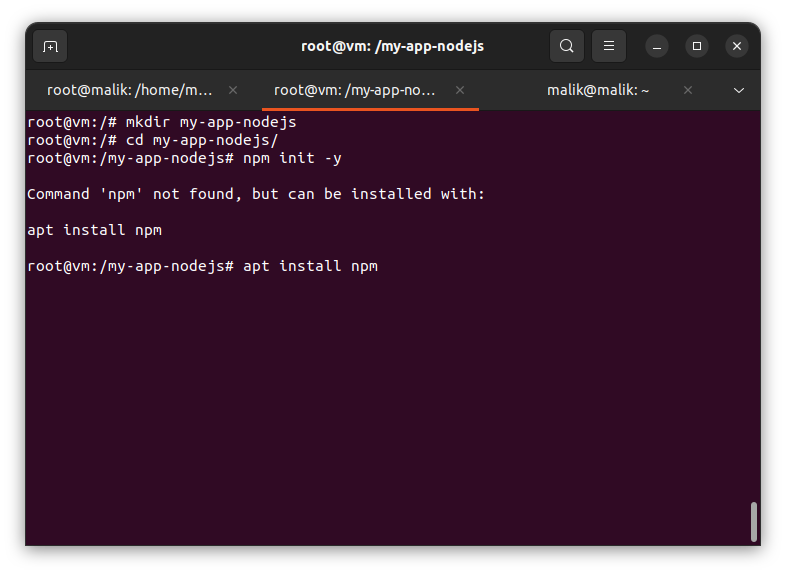 root@vm: /my-app-nodejs
root@malik: /home/m...
root@vm: /my-app-no...
malik@malik: ~
root@vm:/# mkdir my-app-nodejs
root@vm:/# cd my-app-nodejs/
root@vm:/my-app-nodejs# npm init -y
Command 'npm' not found, but can be installed with:
apt install npm
root@vm:/my-app-nodejs# apt install npm